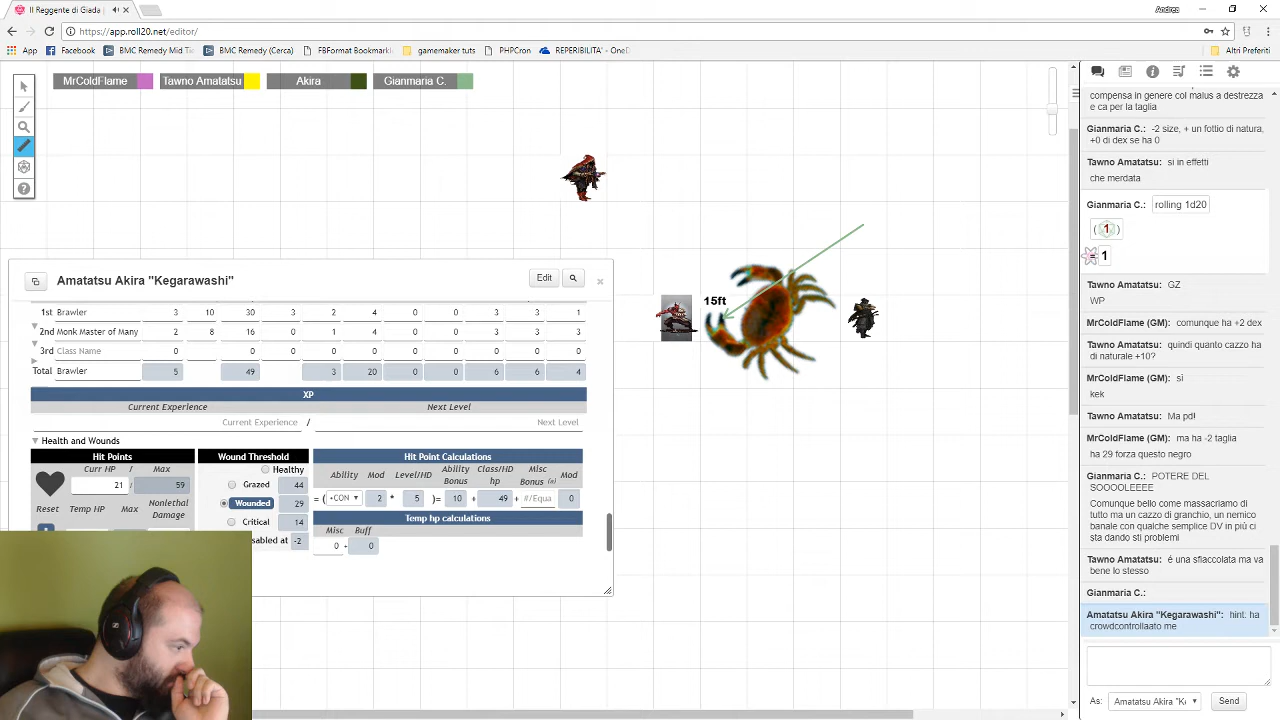 Il Reggente di Giada |
Andrea
https://app.roll20.net/editor/
App
Facebook
BMC Remedy Mid Tie
BMC Remedy (Cerca)
FBFormat Bookmarkl
gamemaker tuts
PHPCron
REPERIBILITA' - OneD
Altri Preferiti
MrColdFlame
Tawno Amatatsu
Akira
Gianmaria C.
15ft
Amatatsu Akira "Kegarawashi"
Edit
1st Brawler 3 10 30 3 2 4 0 0 3 3 1
2nd Monk Master of Many 2 8 16 0 1 4 0 0 3 3 3
3rd Class Name 0 0 0 0 0 0 0 0 0 0
Total Brawler 5 49 3 20 0 0 6 6 4
XP
Current Experience Next Level
Current Experience / Next Level
Health and Wounds
Hit Points Wound Threshold Hit Point Calculations
Curr HP / Max
21 59
Reset Temp HP Max Nonlethal Damage
Healthy
Grazed 44
Wounded 29
Critical 14
sabled at -2
Ability Mod Level/HD Ability Bonus Class/HD hp Misc Bonus (n) Mod
= ( +CON 2 * 5 )= 10 + 49 + #/Equa 0
Temp hp calculations
Misc Buff
0 + 0
compensa in genere col malus a destrezza
e ca per la taglia
Gianmaria C.: -2 size, + un fottio di natura,
+0 di dex se ha 0
Tawno Amatatsu: si in effetti
che merdata
Gianmaria C.: rolling 1d20
(1)
= 1
Tawno Amatatsu: GZ
WP
MrColdFlame (GM): comunque ha +2 dex
Tawno Amatatsu: quindi quanto cazzo ha
di naturale +10?
MrColdFlame (GM): si
kek
Tawno Amatatsu: Ma pd!
MrColdFlame (GM): ma ha -2 taglia
ha 29 forza questo negro
Gianmaria C.: POTERE DEL
SOOOLEEEE
Comunque bello come massacriamo di
tutto ma un cazzo di granchio, un nemico
banale con qualche semplice DV in più ci
sta dando sti problemi
Tawno Amatatsu: é una sfiaccolata ma va
bene lo stesso
Gianmaria C.:
Amatatsu Akira "Kegarawashi": hint. ha
crowdcontrollaato me
As: Amatatsu Akira "Ke
Send